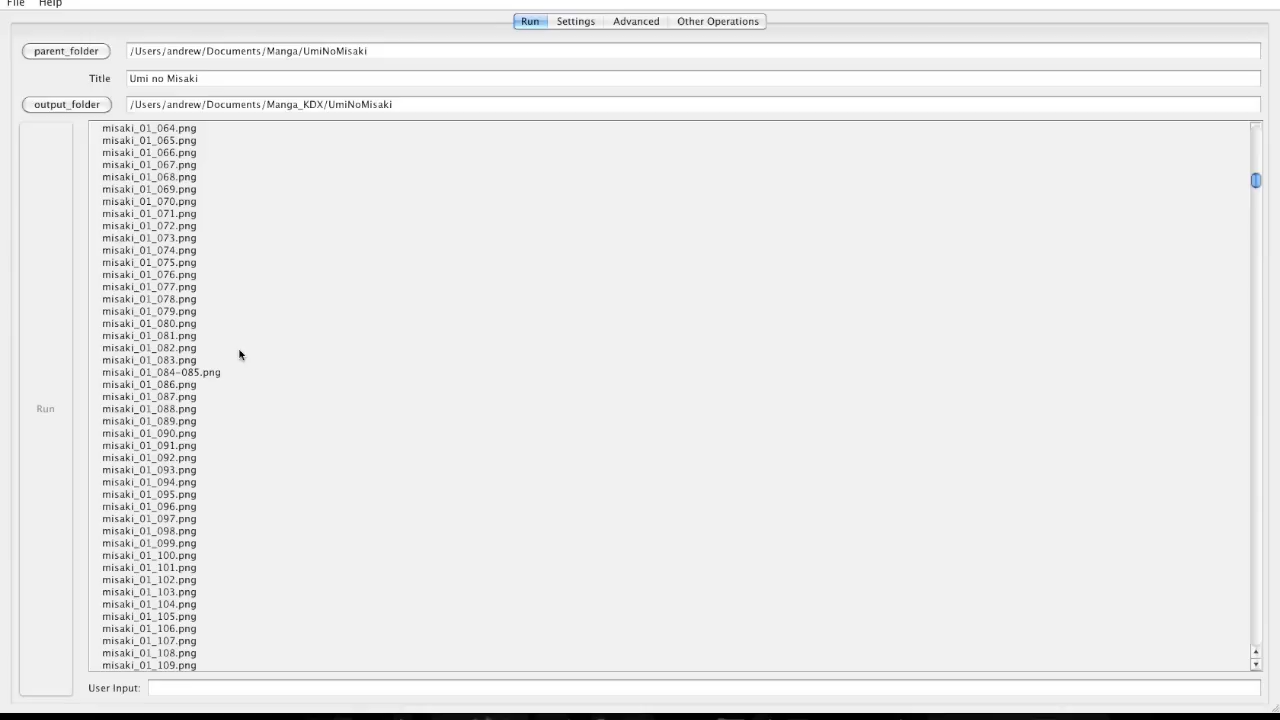 File Help
Run Settings Advanced Other Operations
parent_folder /Users/andrew/Documents/Manga/UmiNoMisaki
Title Umi no Misaki
output_folder /Users/andrew/Documents/Manga_KDX/UmiNoMisaki
misaki_01_064.png
misaki_01_065.png
misaki_01_066.png
misaki_01_067.png
misaki_01_068.png
misaki_01_069.png
misaki_01_070.png
misaki_01_071.png
misaki_01_072.png
misaki_01_073.png
misaki_01_074.png
misaki_01_075.png
misaki_01_076.png
misaki_01_077.png
misaki_01_078.png
misaki_01_079.png
misaki_01_080.png
misaki_01_081.png
misaki_01_082.png
misaki_01_083.png
misaki_01_084-085.png
misaki_01_086.png
misaki_01_087.png
misaki_01_088.png
Run
misaki_01_089.png
misaki_01_090.png
misaki_01_091.png
misaki_01_092.png
misaki_01_093.png
misaki_01_094.png
misaki_01_095.png
misaki_01_096.png
misaki_01_097.png
misaki_01_098.png
misaki_01_099.png
misaki_01_100.png
misaki_01_101.png
misaki_01_102.png
misaki_01_103.png
misaki_01_104.png
misaki_01_105.png
misaki_01_106.png
misaki_01_107.png
misaki_01_108.png
misaki_01_109.png
User Input: